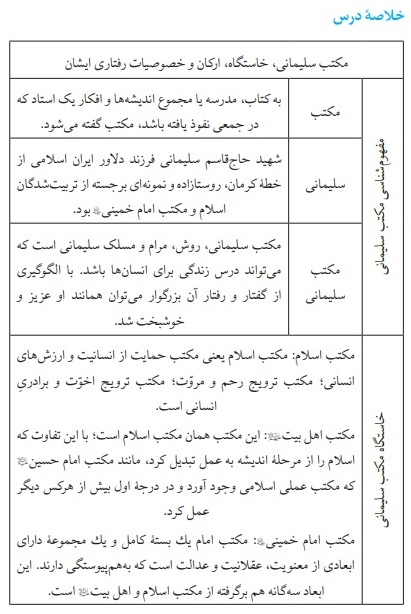 خلاصهٔ درس
مکتب سلیمانی، خاستگاه، ارکان و خصوصیات رفتاری ایشان
مفهوم‌شناسی مکتب سلیمانی
مکتب
به کتاب، مدرسه یا مجموع اندیشه‌ها و افکار یک استاد که
در جمعی نفوذ یافته باشد، مکتب گفته می‌شود.
سلیمانی
شهید حاج‌قاسم سلیمانی فرزند دلاور ایران اسلامی از
خطهٔ کرمان، روستازاده و نمونه‌ای برجسته از تربیت‌شدگان
اسلام و مکتب امام خمینی بود.
مکتب
سلیمانی
مکتب سلیمانی، روش، مرام و مسلک سلیمانی است که
می‌تواند درس زندگی برای انسان‌ها باشد. با الگوگیری
از گفتار و رفتار آن بزرگوار می‌توان همانند او عزیز و
خوشبخت شد.
خاستگاه مکتب سلیمانی
مکتب اسلام: مکتب اسلام یعنی مکتب حمایت از انسانیت و ارزش‌های
انسانی؛ مکتب ترویج رحم و مروّت؛ مکتب ترویج اخوّت و برادریِ
انسانی است.
مکتب اهل بیت: این مکتب همان مکتب اسلام است؛ با این تفاوت که
اسلام را از مرحلهٔ اندیشه به عمل تبدیل کرد، مانند مکتب امام حسین
که مکتب عملی اسلامی وجود آورد و در درجهٔ اول بیش از هرکس دیگر
عمل کرد.
مکتب امام خمینی: مکتب امام یك بستهٔ کامل و یك مجموعهٔ دارای
ابعادی از معنویت، عقلانیت و عدالت است که به‌هم‌پیوستگی دارند. این
ابعاد سه‌گانه هم برگرفته از مکتب اسلام و اهل بیت است.